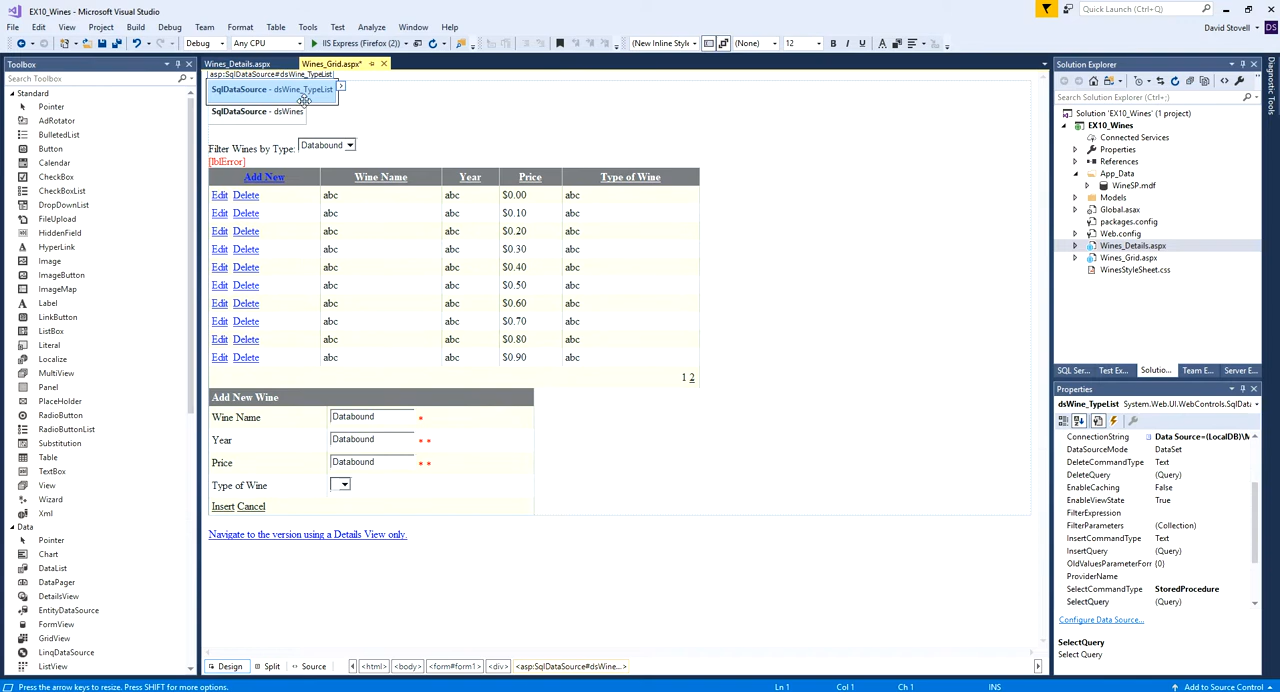 EX10_Wines - Microsoft Visual Studio
Quick Launch (Ctrl+Q)
File Edit View Project Build Debug Team Format Table Tools Test Analyze Window Help
David Stovell DS
Debug Any CPU IIS Express (Firefox (2)) (New Inline Style (None) 12 B I U A
Toolbox
Search Toolbox
Standard
Pointer
AdRotator
BulletedList
Button
Calendar
CheckBox
CheckBoxList
DropDownList
FileUpload
HiddenField
HyperLink
Image
ImageButton
ImageMap
Label
LinkButton
ListBox
Literal
Localize
MultiView
Panel
PlaceHolder
RadioButton
RadioButtonList
Substitution
Table
TextBox
View
Wizard
Xml
Data
Pointer
Chart
DataList
DataPager
DetailsView
EntityDataSource
FormView
GridView
LinqDataSource
ListView
Wines_Details.aspx Wines_Grid.aspx*
asp:SqlDataSource#dsWine_TypeList
SqlDataSource - dsWine_TypeList
SqlDataSource - dsWines
Filter Wines by Type: Databound
[lblError]
Add New Wine Name Year Price Type of Wine
Edit Delete abc abc $0.00 abc
Edit Delete abc abc $0.10 abc
Edit Delete abc abc $0.20 abc
Edit Delete abc abc $0.30 abc
Edit Delete abc abc $0.40 abc
Edit Delete abc abc $0.50 abc
Edit Delete abc abc $0.60 abc
Edit Delete abc abc $0.70 abc
Edit Delete abc abc $0.80 abc
Edit Delete abc abc $0.90 abc
1 2
Add New Wine
Wine Name Databound *
Year Databound * *
Price Databound * *
Type of Wine
Insert Cancel
Navigate to the version using a Details View only.
Design Split Source <html> <body> <form#form1> <div> <asp:SqlDataSource#dsWine...>
Solution Explorer
Search Solution Explorer (Ctrl+;)
Solution 'EX10_Wines' (1 project)
EX10_Wines
Connected Services
Properties
References
App_Data
WineSP.mdf
Models
Global.asax
packages.config
Web.config
Wines_Details.aspx
Wines_Grid.aspx
WinesStyleSheet.css
SQL Ser... Test Ex... Solutio... Team E... Server E...
Diagnostic Tools
Properties
dsWine_TypeList System.Web.UI.WebControls.SqlData
ConnectionString Data Source=(LocalDB)\M
DataSourceMode DataSet
DeleteCommandType Text
DeleteQuery (Query)
EnableCaching False
EnableViewState True
FilterExpression
FilterParameters (Collection)
InsertCommandType Text
InsertQuery (Query)
OldValuesParameterForm {0}
ProviderName
SelectCommandType StoredProcedure
SelectQuery (Query)
Configure Data Source...
SelectQuery
Select Query
Press the arrow keys to resize. Press SHIFT for more options. Ln 1 Col 1 Ch 1 INS Add to Source Control